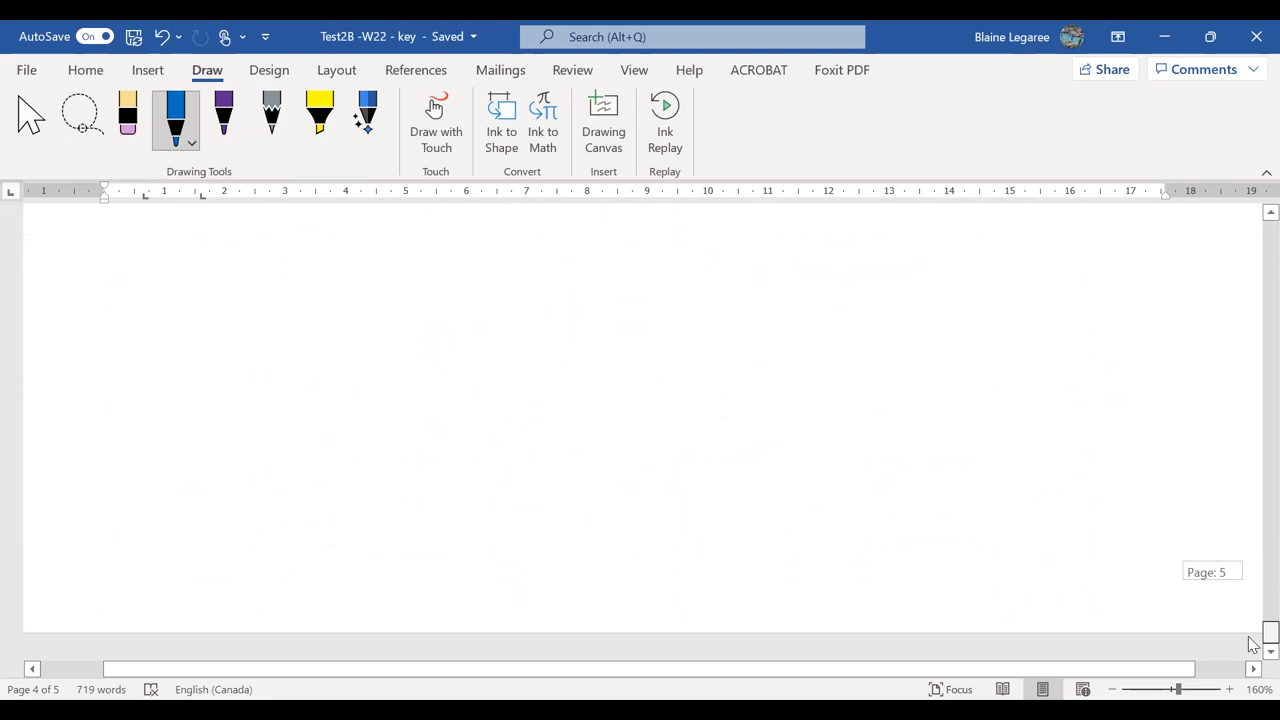 AutoSave On Test2B -W22 - key - Saved Search (Alt+Q) Blaine Legaree
File Home Insert Draw Design Layout References Mailings Review View Help ACROBAT Foxit PDF Share Comments
Draw with Touch
Ink to Shape
Ink to Math
Drawing Canvas
Ink Replay
Drawing Tools Touch Convert Insert Replay
1 1 2 3 4 5 6 7 8 9 10 11 12 13 14 15 16 17 18 19
Page: 5
Page 4 of 5 719 words English (Canada) Focus 160%